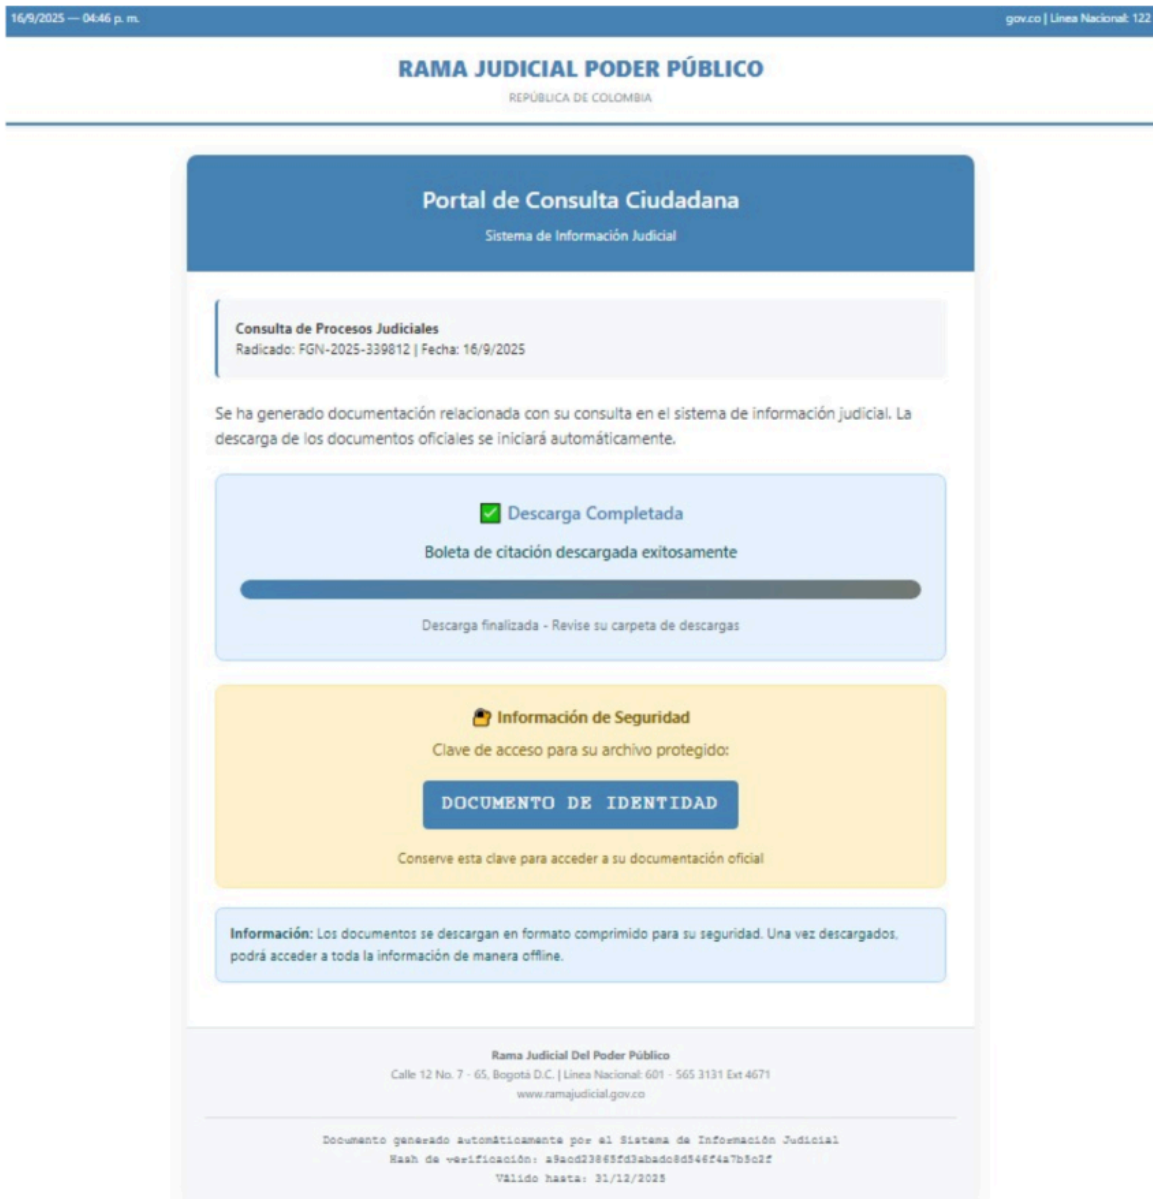 16/9/2025 — 04:46 p. m.
gov.co | Linea Nacional: 122
RAMA JUDICIAL PODER PÚBLICO
REPÚBLICA DE COLOMBIA
Portal de Consulta Ciudadana
Sistema de Información Judicial
Consulta de Procesos Judiciales
Radicado: FGN-2025-339812 | Fecha: 16/9/2025
Se ha generado documentación relacionada con su consulta en el sistema de información judicial. La
descarga de los documentos oficiales se iniciará automáticamente.
Descarga Completada
Boleta de citación descargada exitosamente
Descarga finalizada - Revise su carpeta de descargas
Información de Seguridad
Clave de acceso para su archivo protegido:
DOCUMENTO DE IDENTIDAD
Conserve esta clave para acceder a su documentación oficial
Información: Los documentos se descargan en formato comprimido para su seguridad. Una vez descargados,
podrá acceder a toda la información de manera offline.
Rama Judicial Del Poder Público
Calle 12 No. 7 - 65, Bogotá D.C. | Linea Nacional: 601 - 565 3131 Ext 4671
www.ramajudicial.gov.co
Documento generado automáticamente por el Sistema de Información Judicial
Hash de verificación:
Válido hasta: 31/12/2025